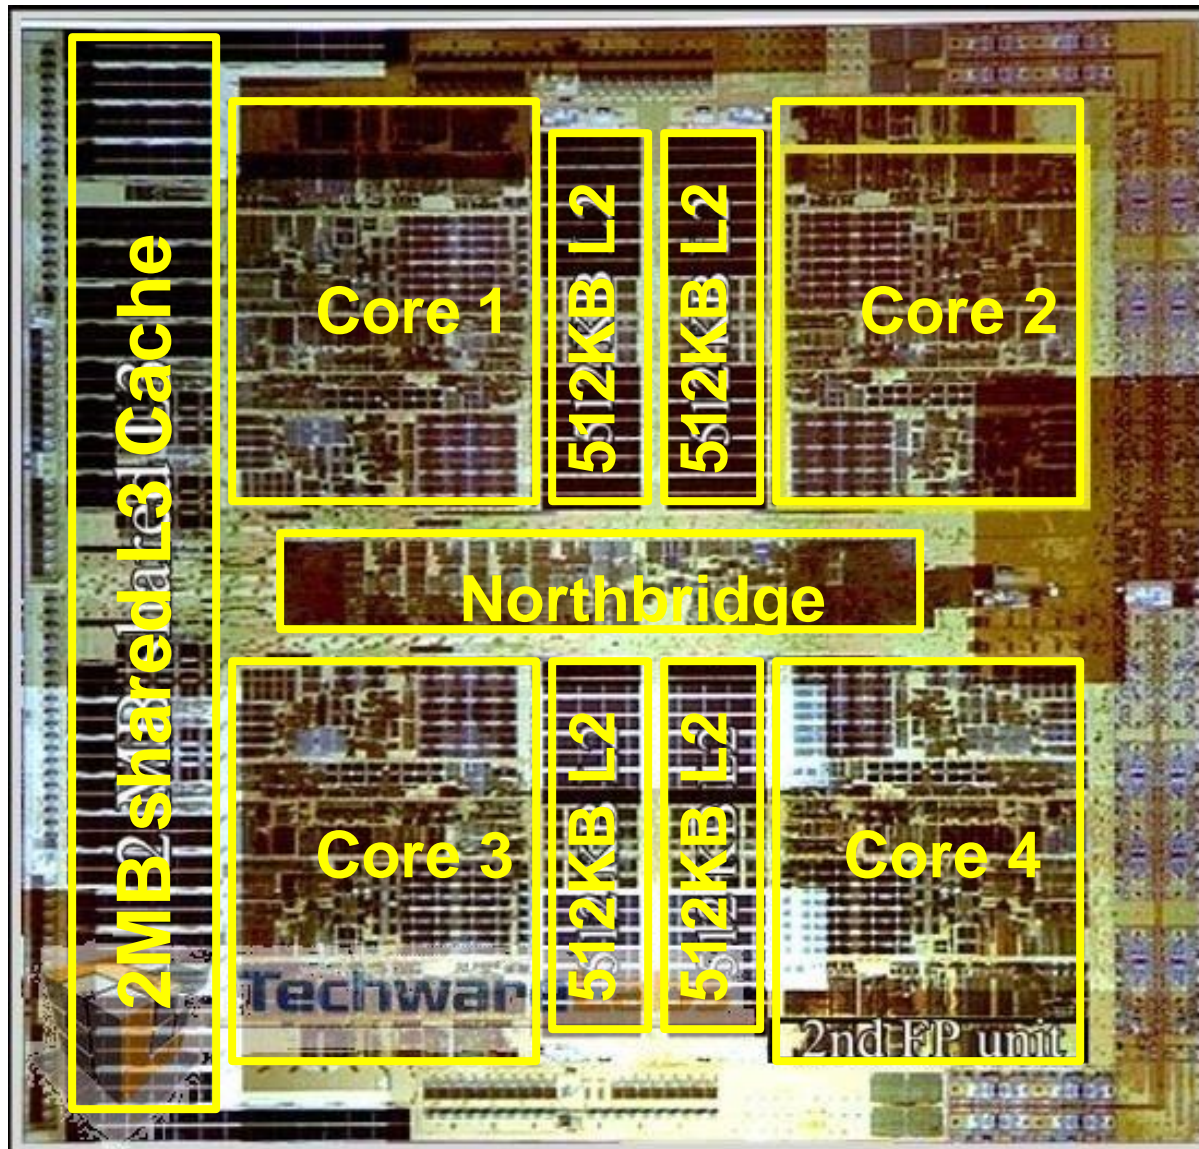 2MB shared L3 Cache
Core 1
512KB L2
512KB L2
Core 2
Northbridge
Core 3
512KB L2
512KB L2
Core 4
Techware
2nd FP unit